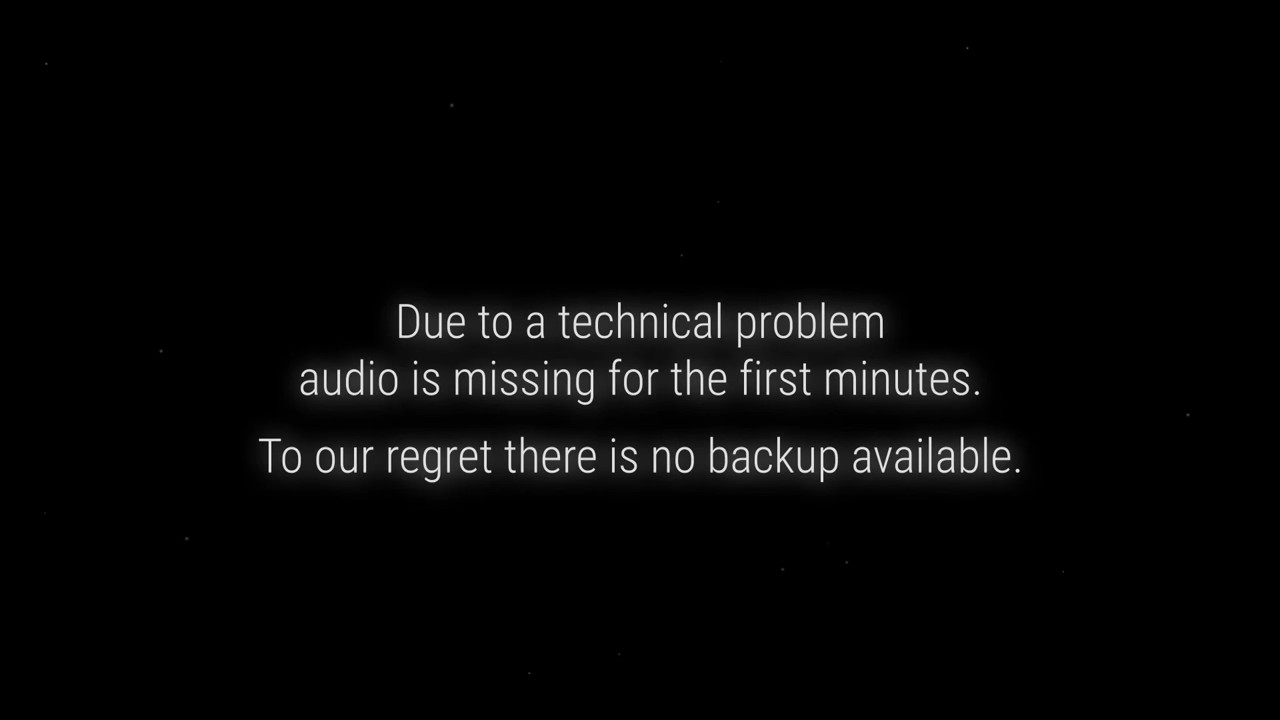 Due to a technical problem
audio is missing for the first minutes.
To our regret there is no backup available.